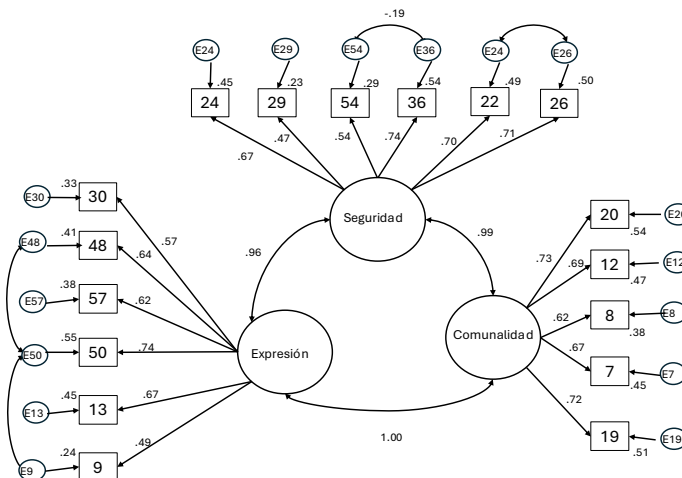 -.19
E24 E29 E54 E36 E24 E26
.45 .23 .29 .54 .49 .50
24 29 54 36 22 26
.67 .47 .54 .74 .70 .71
Seguridad
.96 .99
E30 .33 30 .57
E48 .41 48 .64
E57 .38 57 .62
E50 .55 50 .74
E13 .45 13 .67
E9 .24 9 .49
Expresión
Comunalidad
.73 20 .54
.69 12 E12 .47
.62 8 E8 .38
.67 7 E7 .45
.72 19 E19 .51
1.00